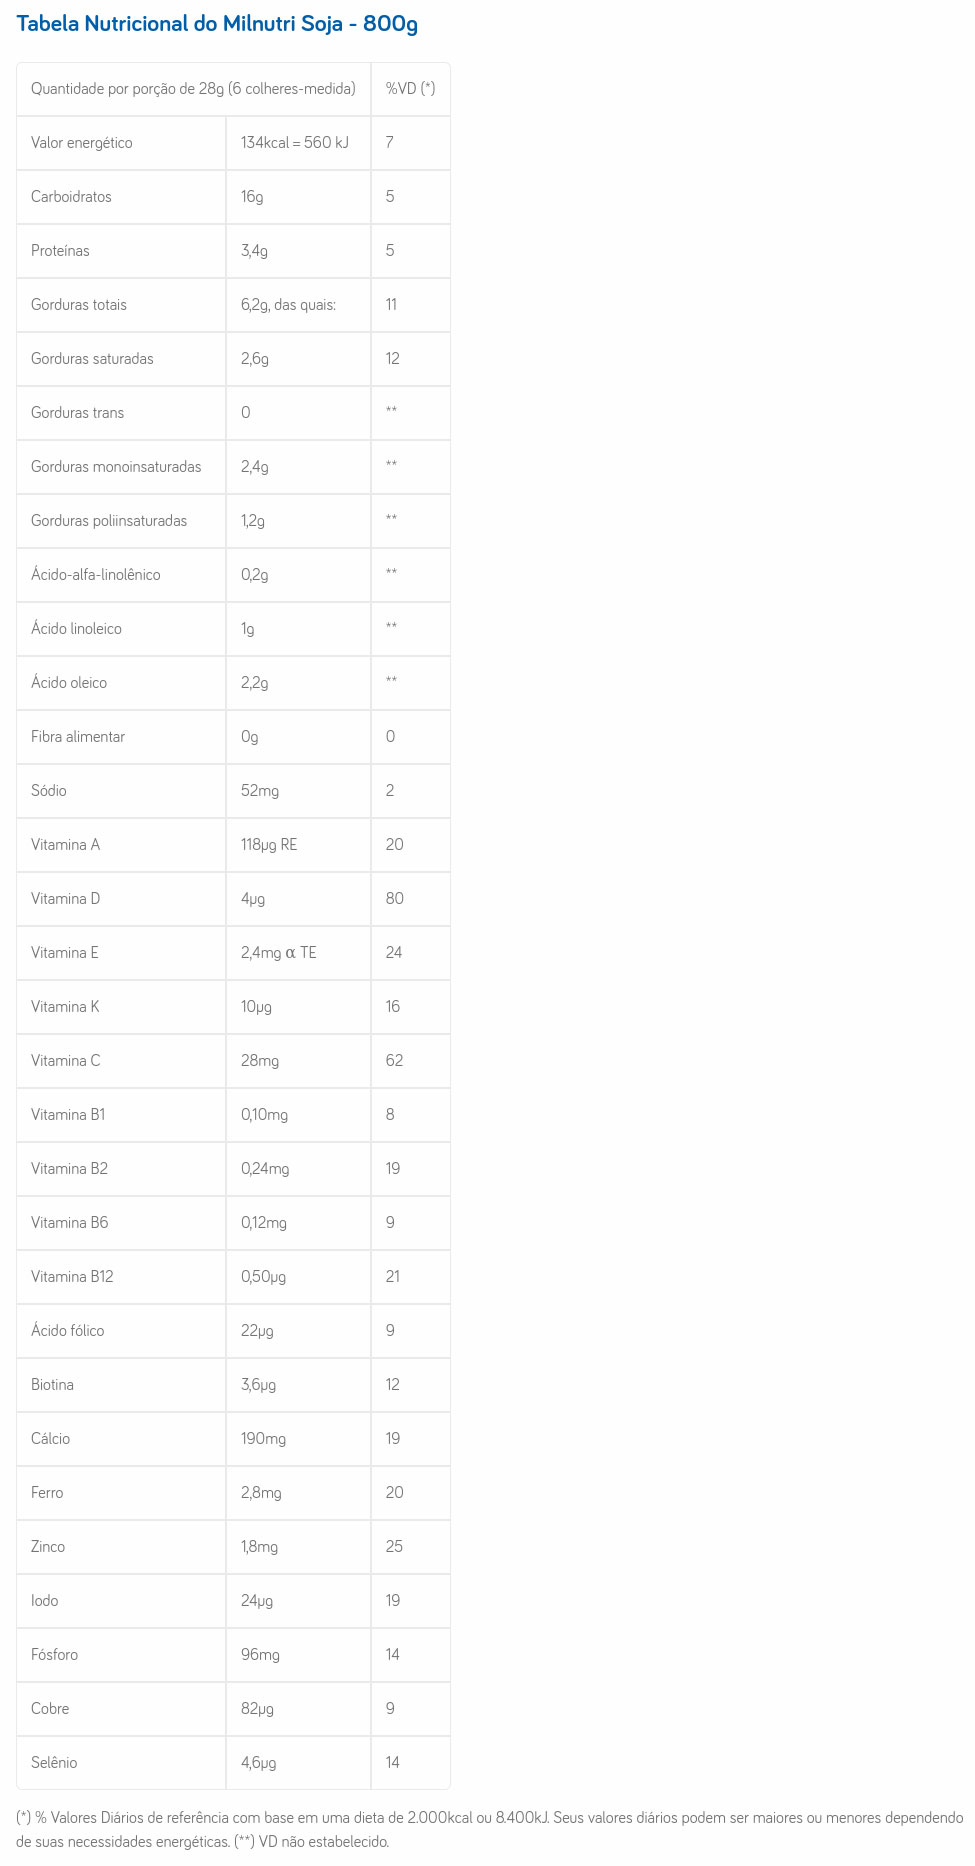 Tabela Nutricional do Milnutri Soja - 800g
Quantidade por porção de 28g (6 colheres-medida) %VD (*)
Valor energético 134kcal = 560 kJ 7
Carboidratos 16g 5
Proteínas 3,4g 5
Gorduras totais 6,2g, das quais: 11
Gorduras saturadas 2,6g 12
Gorduras trans 0 **
Gorduras monoinsaturadas 2,4g **
Gorduras poliinsaturadas 1,2g **
Ácido-alfa-linolênico 0,2g **
Ácido linoleico 1g **
Ácido oleico 2,2g **
Fibra alimentar 0g 0
Sódio 52mg 2
Vitamina A 118µg RE 20
Vitamina D 4µg 80
Vitamina E 2,4mg α TE 24
Vitamina K 10µg 16
Vitamina C 28mg 62
Vitamina B1 0,10mg 8
Vitamina B2 0,24mg 19
Vitamina B6 0,12mg 9
Vitamina B12 0,50µg 21
Ácido fólico 22µg 9
Biotina 3,6µg 12
Cálcio 190mg 19
Ferro 2,8mg 20
Zinco 1,8mg 25
Iodo 24µg 19
Fósforo 96mg 14
Cobre 82µg 9
Selênio 4,6µg 14
(*) % Valores Diários de referência com base em uma dieta de 2.000kcal ou 8.400kJ. Seus valores diários podem ser maiores ou menores dependendo
de suas necessidades energéticas. (**) VD não estabelecido.